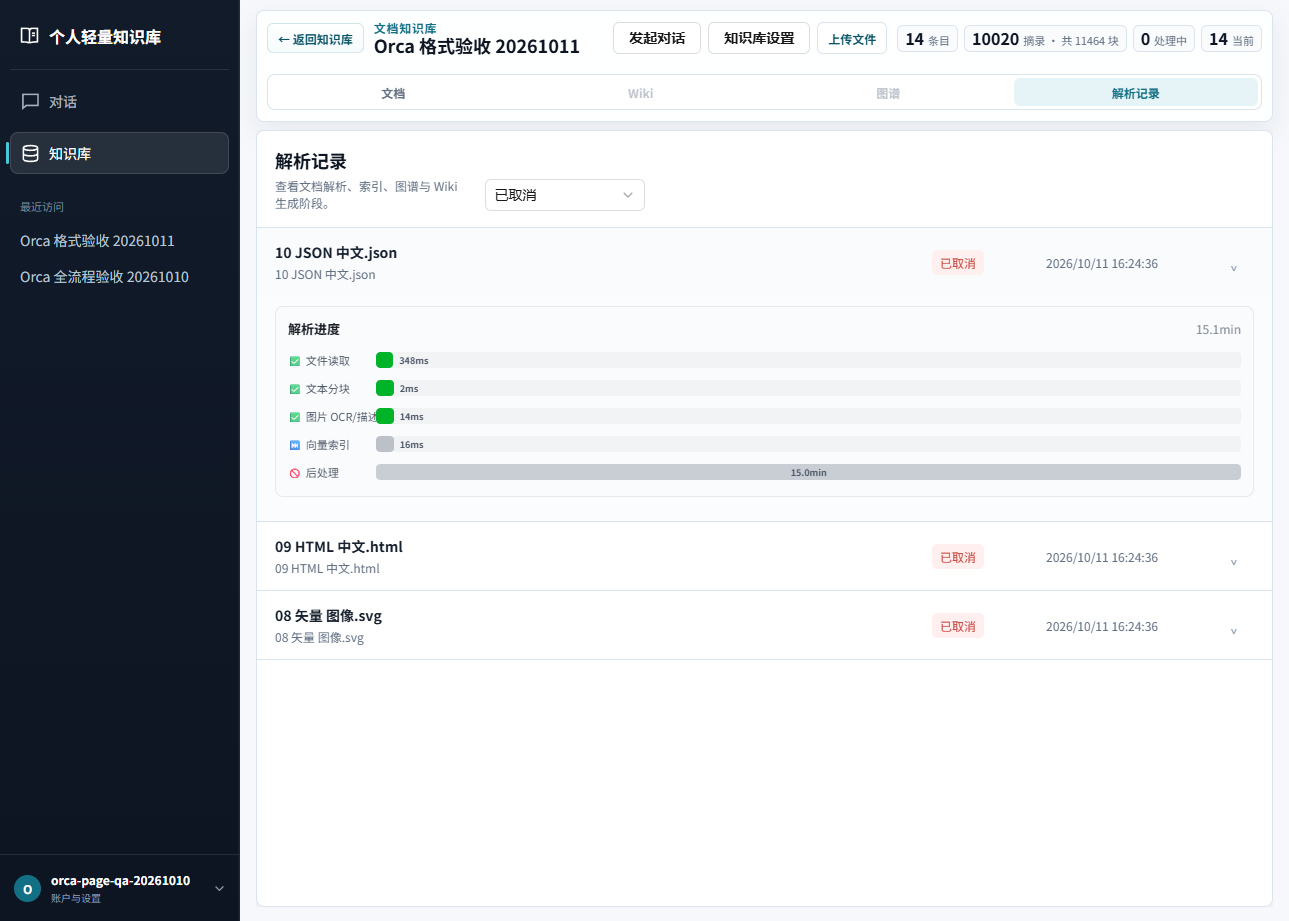 个人轻量知识库
对话
知识库
最近访问
Orca 格式验收 20261011
Orca 全流程验收 20261010
orca-page-qa-20261010
账户与设置
O
← 返回知识库
文档知识库
Orca 格式验收 20261011
发起对话
知识库设置
上传文件
14 条目
10020 摘录 · 共 11464 块
0 处理中
14 当前
文档
Wiki
图谱
解析记录
解析记录
查看文档解析、索引、图谱与 Wiki
生成阶段。
已取消
10 JSON 中文.json
10 JSON 中文.json
已取消
2026/10/11 16:24:36
v
解析进度
15.1min
文件读取
348ms
文本分块
2ms
图片 OCR/描述
14ms
向量索引
16ms
后处理
15.0min
09 HTML 中文.html
09 HTML 中文.html
已取消
2026/10/11 16:24:36
v
08 矢量 图像.svg
08 矢量 图像.svg
已取消
2026/10/11 16:24:36
v